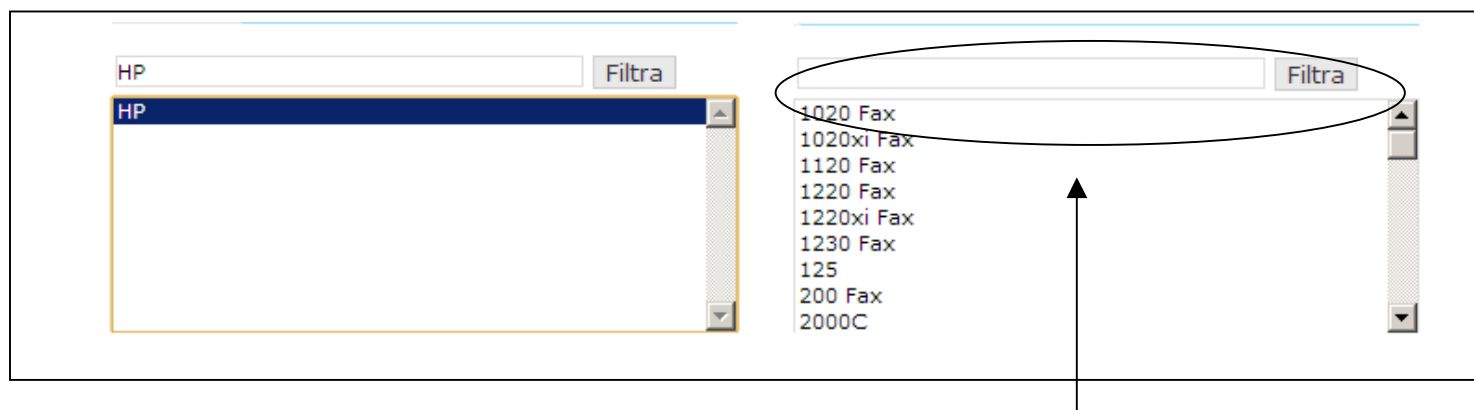 HP Filtra
HP
Filtra
1020 Fax
1020xi Fax
1120 Fax
1220 Fax
1220xi Fax
1230 Fax
125
200 Fax
2000C